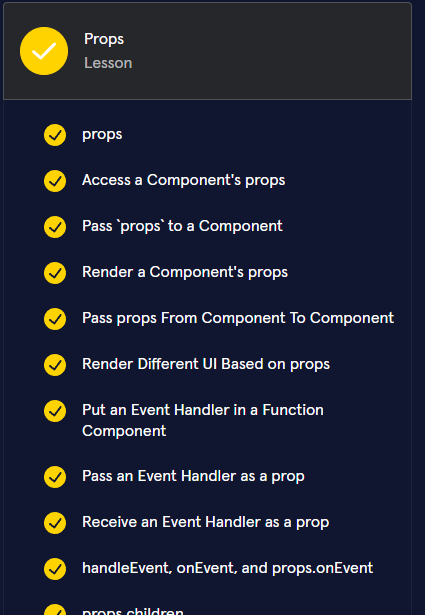 Props
Lesson
props
Access a Component's props
Pass `props` to a Component
Render a Component's props
Pass props From Component To Component
Render Different UI Based on props
Put an Event Handler in a Function
Component
Pass an Event Handler as a prop
Receive an Event Handler as a prop
handleEvent, onEvent, and props.onEvent
props.children